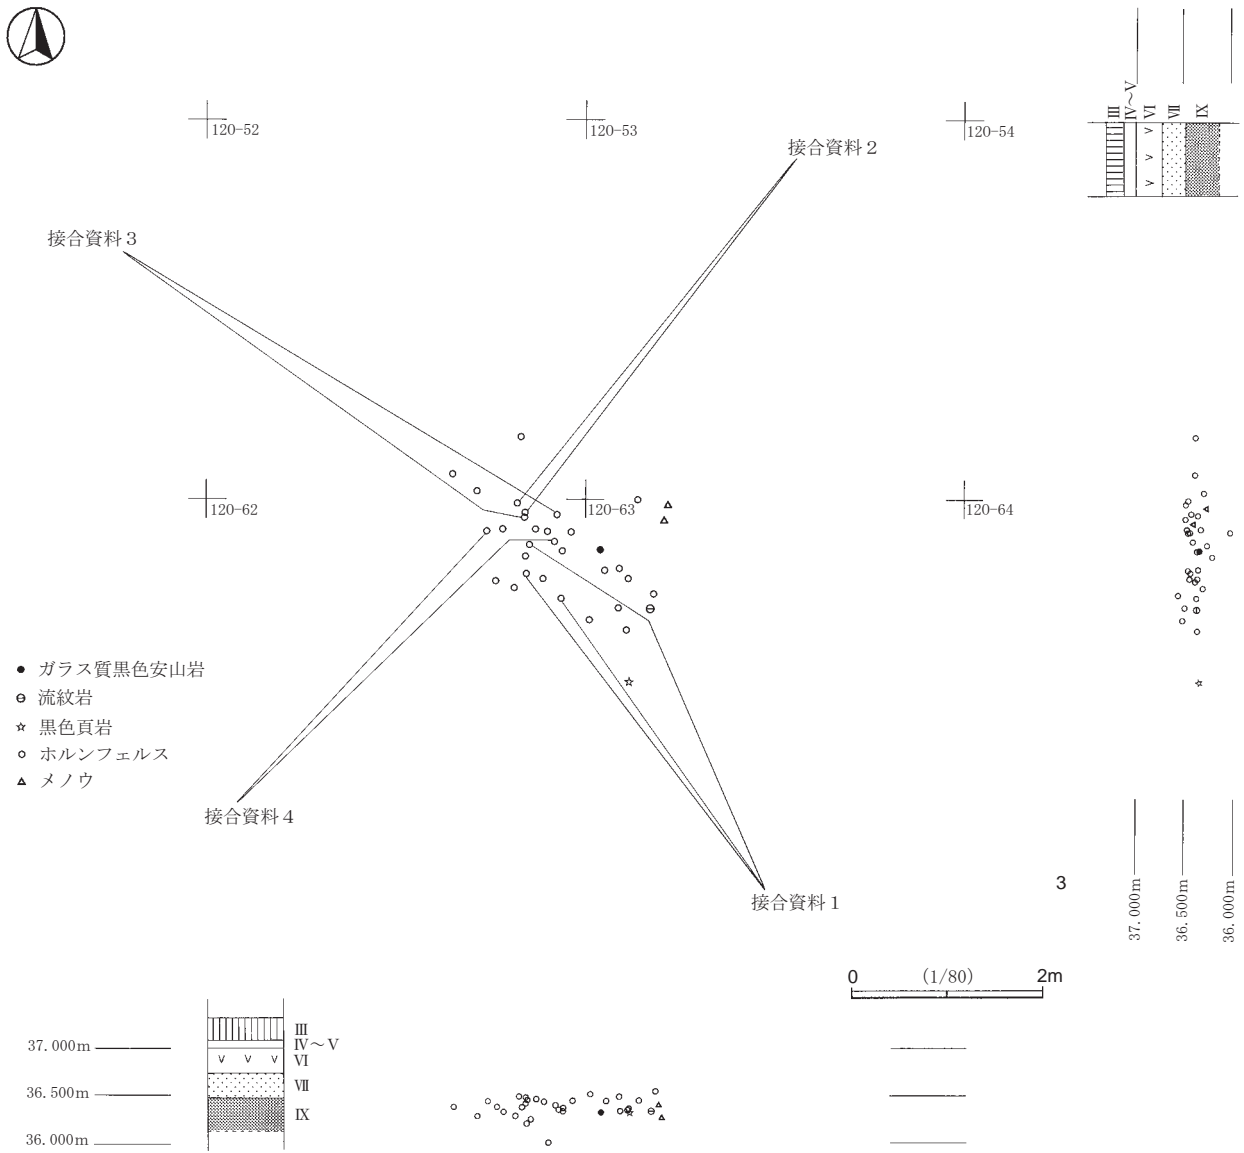 120-52
120-53
120-54
接合資料2
接合資料3
III
IV～V
VI
VII
IX
120-62
120-63
120-64
ガラス質黒色安山岩
流紋岩
黒色頁岩
ホルンフェルス
メノウ
接合資料4
接合資料1
3
37.000m
36.500m
36.000m
0 (1/80) 2m
III
37.000m IV～V
VI
VII
36.500m
IX
36.000m